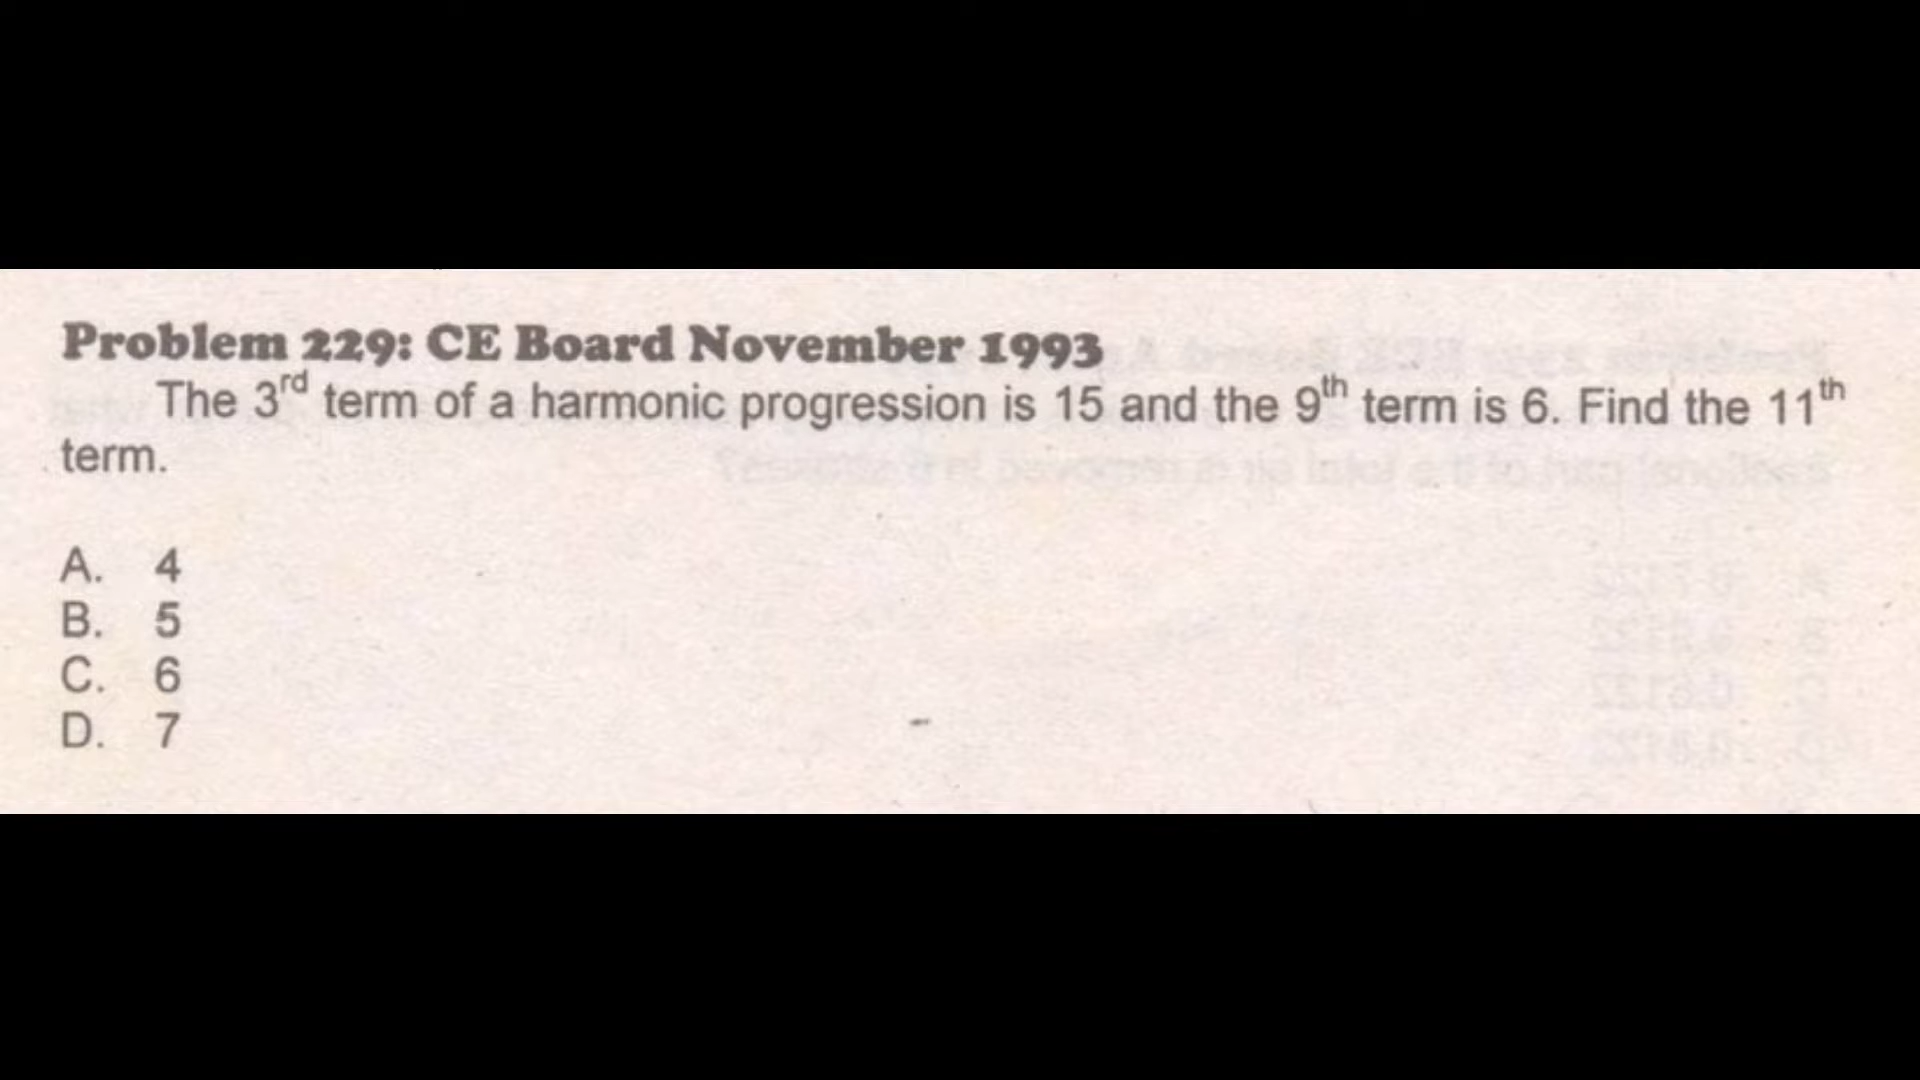 Problem 229: CE Board November 1993
The 3rd term of a harmonic progression is 15 and the 9th term is 6. Find the 11th
term.
A. 4
B. 5
C. 6
D. 7